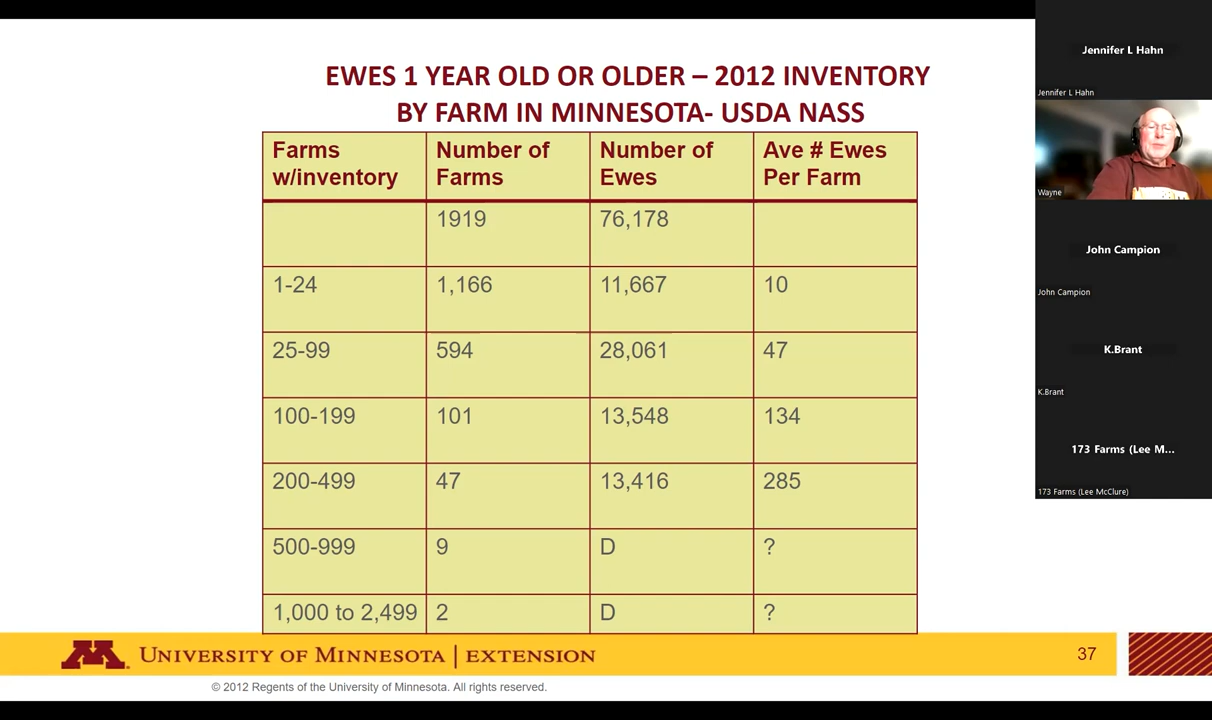 EWES 1 YEAR OLD OR OLDER – 2012 INVENTORY
BY FARM IN MINNESOTA- USDA NASS
Farms w/inventory Number of Farms Number of Ewes Ave # Ewes Per Farm
1919 76,178
1-24 1,166 11,667 10
25-99 594 28,061 47
100-199 101 13,548 134
200-499 47 13,416 285
500-999 9 D ?
1,000 to 2,499 2 D ?
UNIVERSITY OF MINNESOTA | EXTENSION
37
© 2012 Regents of the University of Minnesota. All rights reserved.
Jennifer L Hahn
Jennifer L Hahn
Wayne
John Campion
John Campion
K.Brant
K.Brant
173 Farms (Lee M...
173 Farms (Lee McClure)